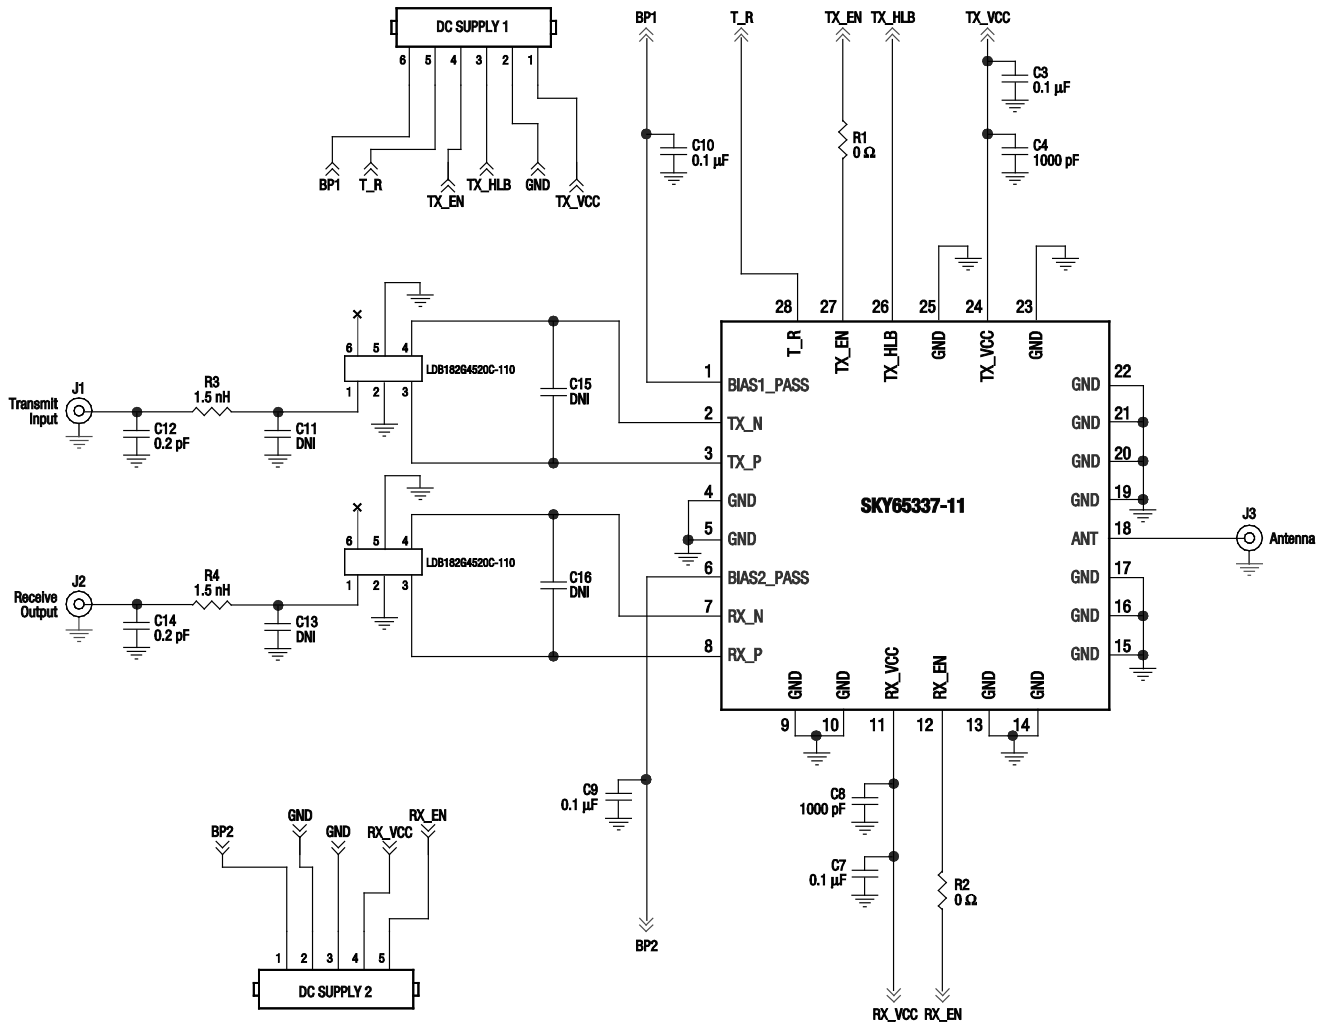 DC SUPPLY 1
6 5 4 3 2 1
BP1 T_R TX_EN TX_HLB GND TX_VCC
BP1 T_R TX_EN TX_HLB TX_VCC
C3
0.1 µF
C10
0.1 µF
R1
0 Ω
C4
1000 pF
28 27 26 25 24 23
T_R TX_EN TX_HLB GND TX_VCC GND
6 5 4
LDB182G4520C-110
1 2 3
J1
Transmit
Input
R3
1.5 nH
C12
0.2 pF
C11
DNI
C15
DNI
6 5 4
LDB182G4520C-110
1 2 3
J2
Receive
Output
R4
1.5 nH
C14
0.2 pF
C13
DNI
C16
DNI
1 BIAS1_PASS
2 TX_N
3 TX_P
4 GND
5 GND
6 BIAS2_PASS
7 RX_N
8 RX_P
SKY65337-11
GND 22
GND 21
GND 20
GND 19
ANT 18
GND 17
GND 16
GND 15
J3
Antenna
GND GND RX_VCC RX_EN GND GND
9 10 11 12 13 14
C9
0.1 µF
C8
1000 pF
C7
0.1 µF
R2
0 Ω
BP2
RX_VCC RX_EN
BP2 GND GND RX_VCC RX_EN
1 2 3 4 5
DC SUPPLY 2